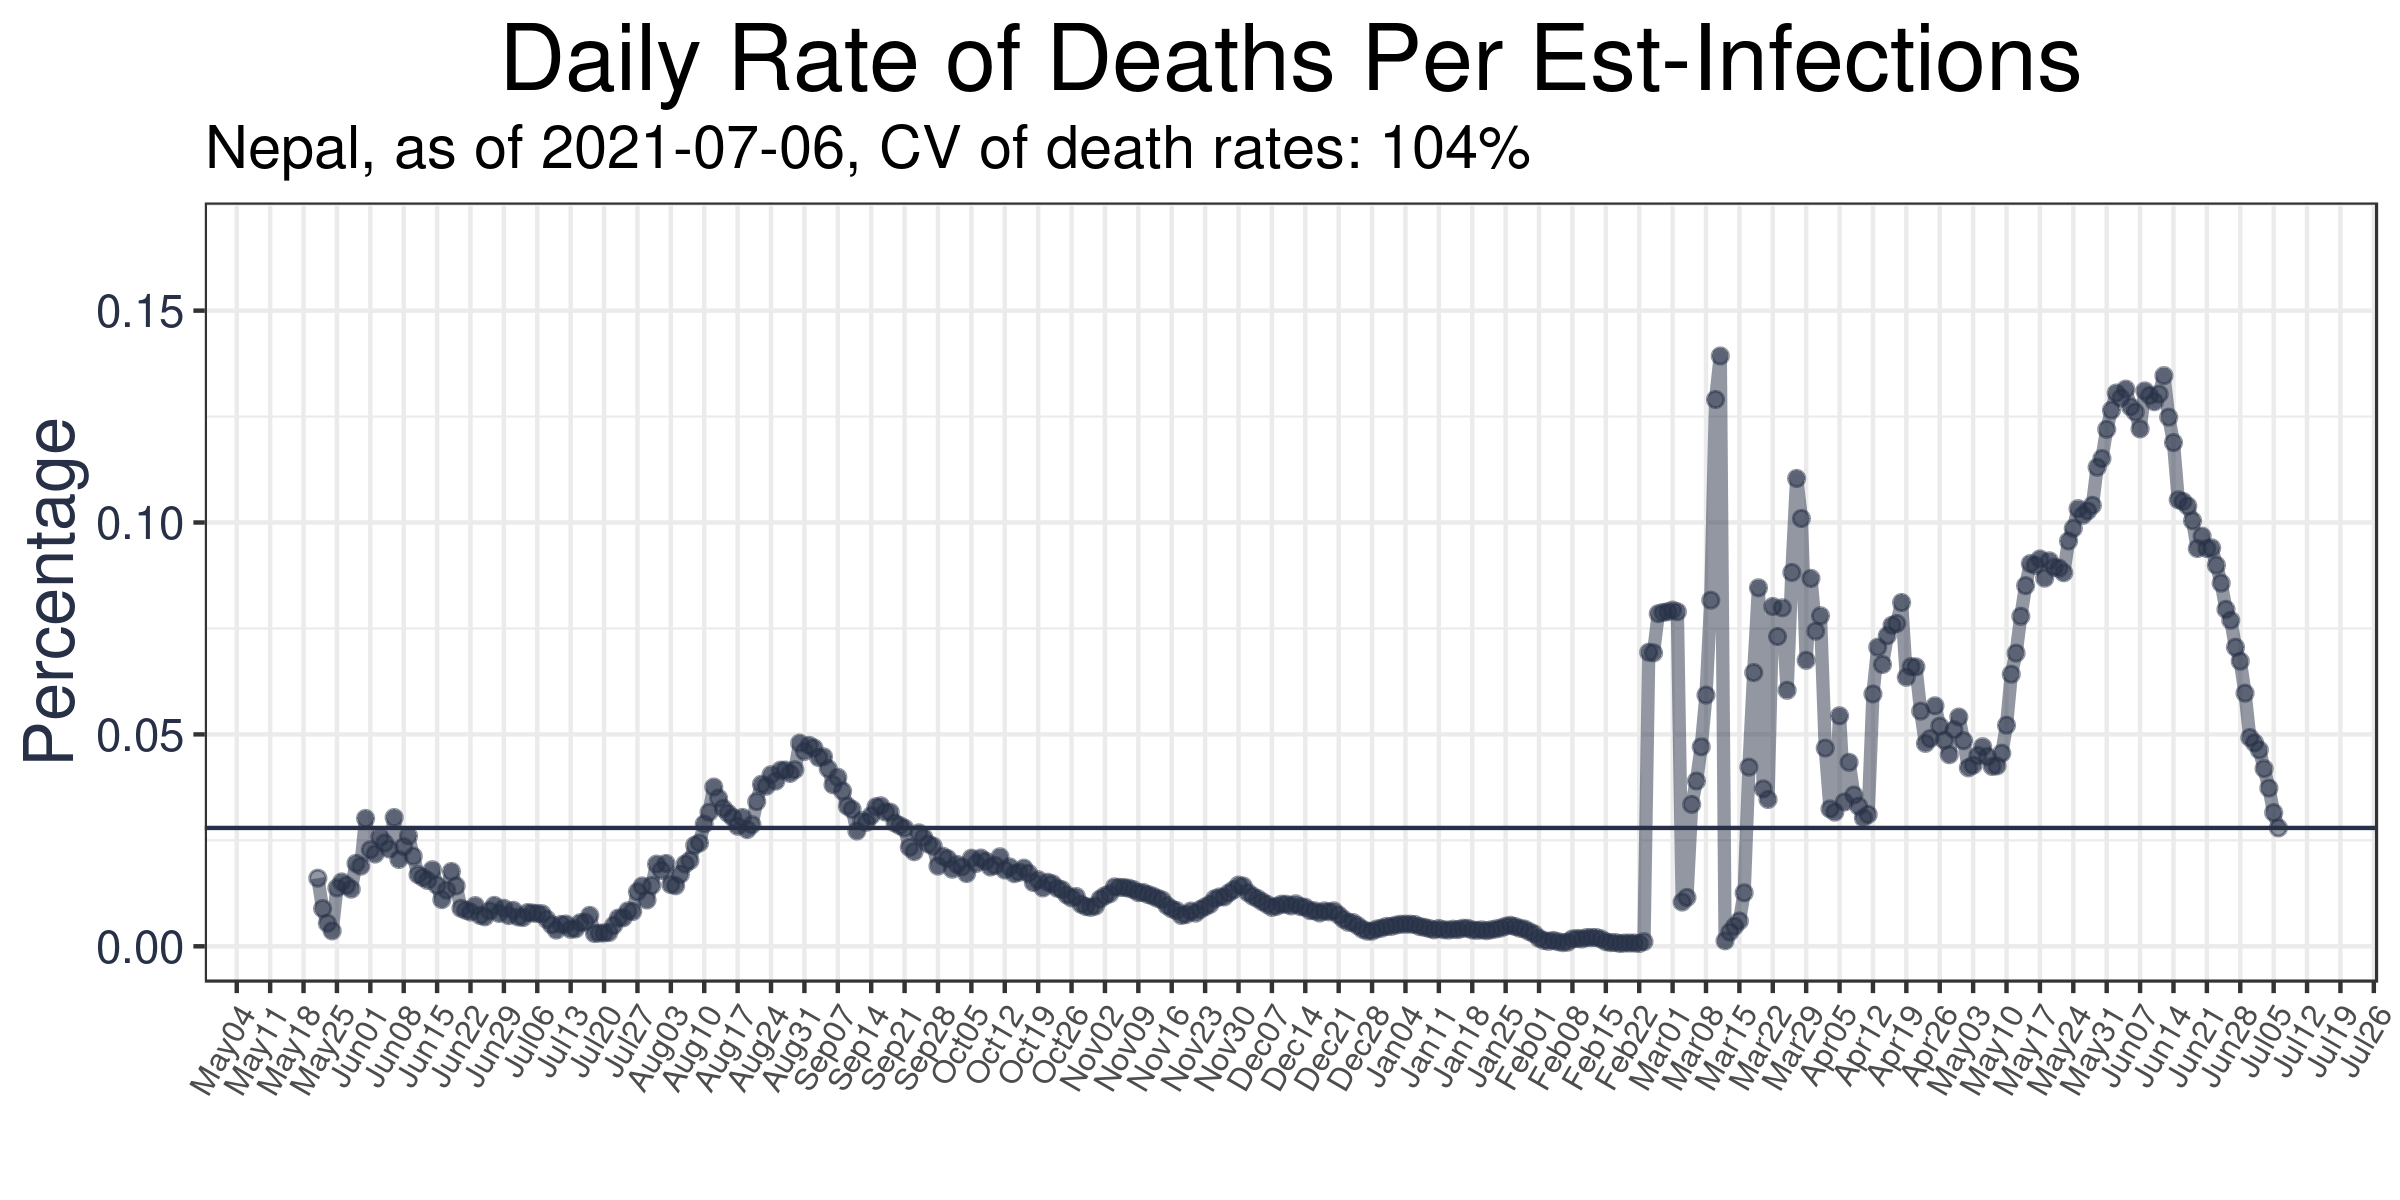 Daily Rate of Deaths Per Est-Infections
Nepal, as of 2021-07-06, CV of death rates: 104%
Percentage
0.15
0.10
0.05
0.00
May04
May11
May18
May25
Jun01
Jun08
Jun15
Jun22
Jun29
Jul06
Jul13
Jul20
Jul27
Aug03
Aug10
Aug17
Aug24
Aug31
Sep07
Sep14
Sep21
Sep28
Oct05
Oct12
Oct19
Oct26
Nov02
Nov09
Nov16
Nov23
Nov30
Dec07
Dec14
Dec21
Dec28
Jan04
Jan11
Jan18
Jan25
Feb01
Feb08
Feb15
Feb22
Mar01
Mar08
Mar15
Mar22
Mar29
Apr05
Apr12
Apr19
Apr26
May03
May10
May17
May24
May31
Jun07
Jun14
Jun21
Jun28
Jul05
Jul12
Jul19
Jul26